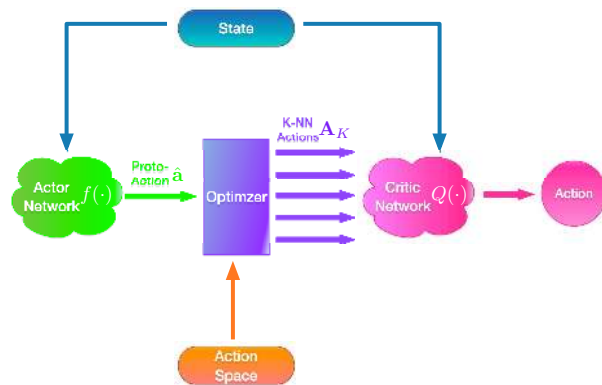 State
K-NN
Actions A_K
Proto-
Action â
Actor
Network f(·)
Optimzer
Critic
Network Q(·)
Action
Action
Space